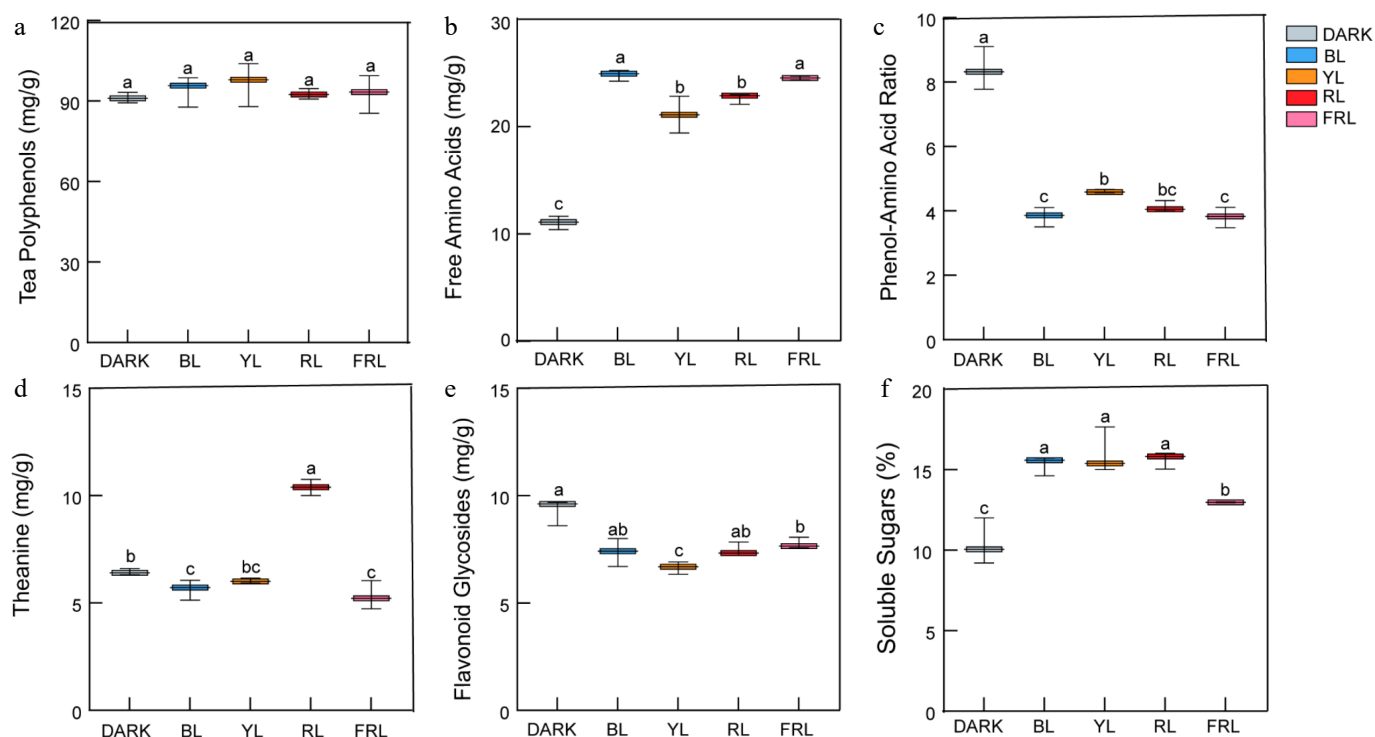 a
Tea Polyphenols (mg/g)
120
90
60
30
0
a
a
a
a
a
DARK
BL
YL
RL
FRL
b
Free Amino Acids (mg/g)
30
20
10
0
c
a
b
b
a
DARK
BL
YL
RL
FRL
c
Phenol-Amino Acid Ratio
10
8
6
4
2
0
a
c
b
bc
c
DARK
BL
YL
RL
FRL
DARK
BL
YL
RL
FRL
d
Theanine (mg/g)
15
10
5
0
b
c
bc
a
c
DARK
BL
YL
RL
FRL
e
Flavonoid Glycosides (mg/g)
15
10
5
0
a
ab
c
ab
b
DARK
BL
YL
RL
FRL
f
Soluble Sugars (%)
20
15
10
5
0
c
a
a
a
b
DARK
BL
YL
RL
FRL